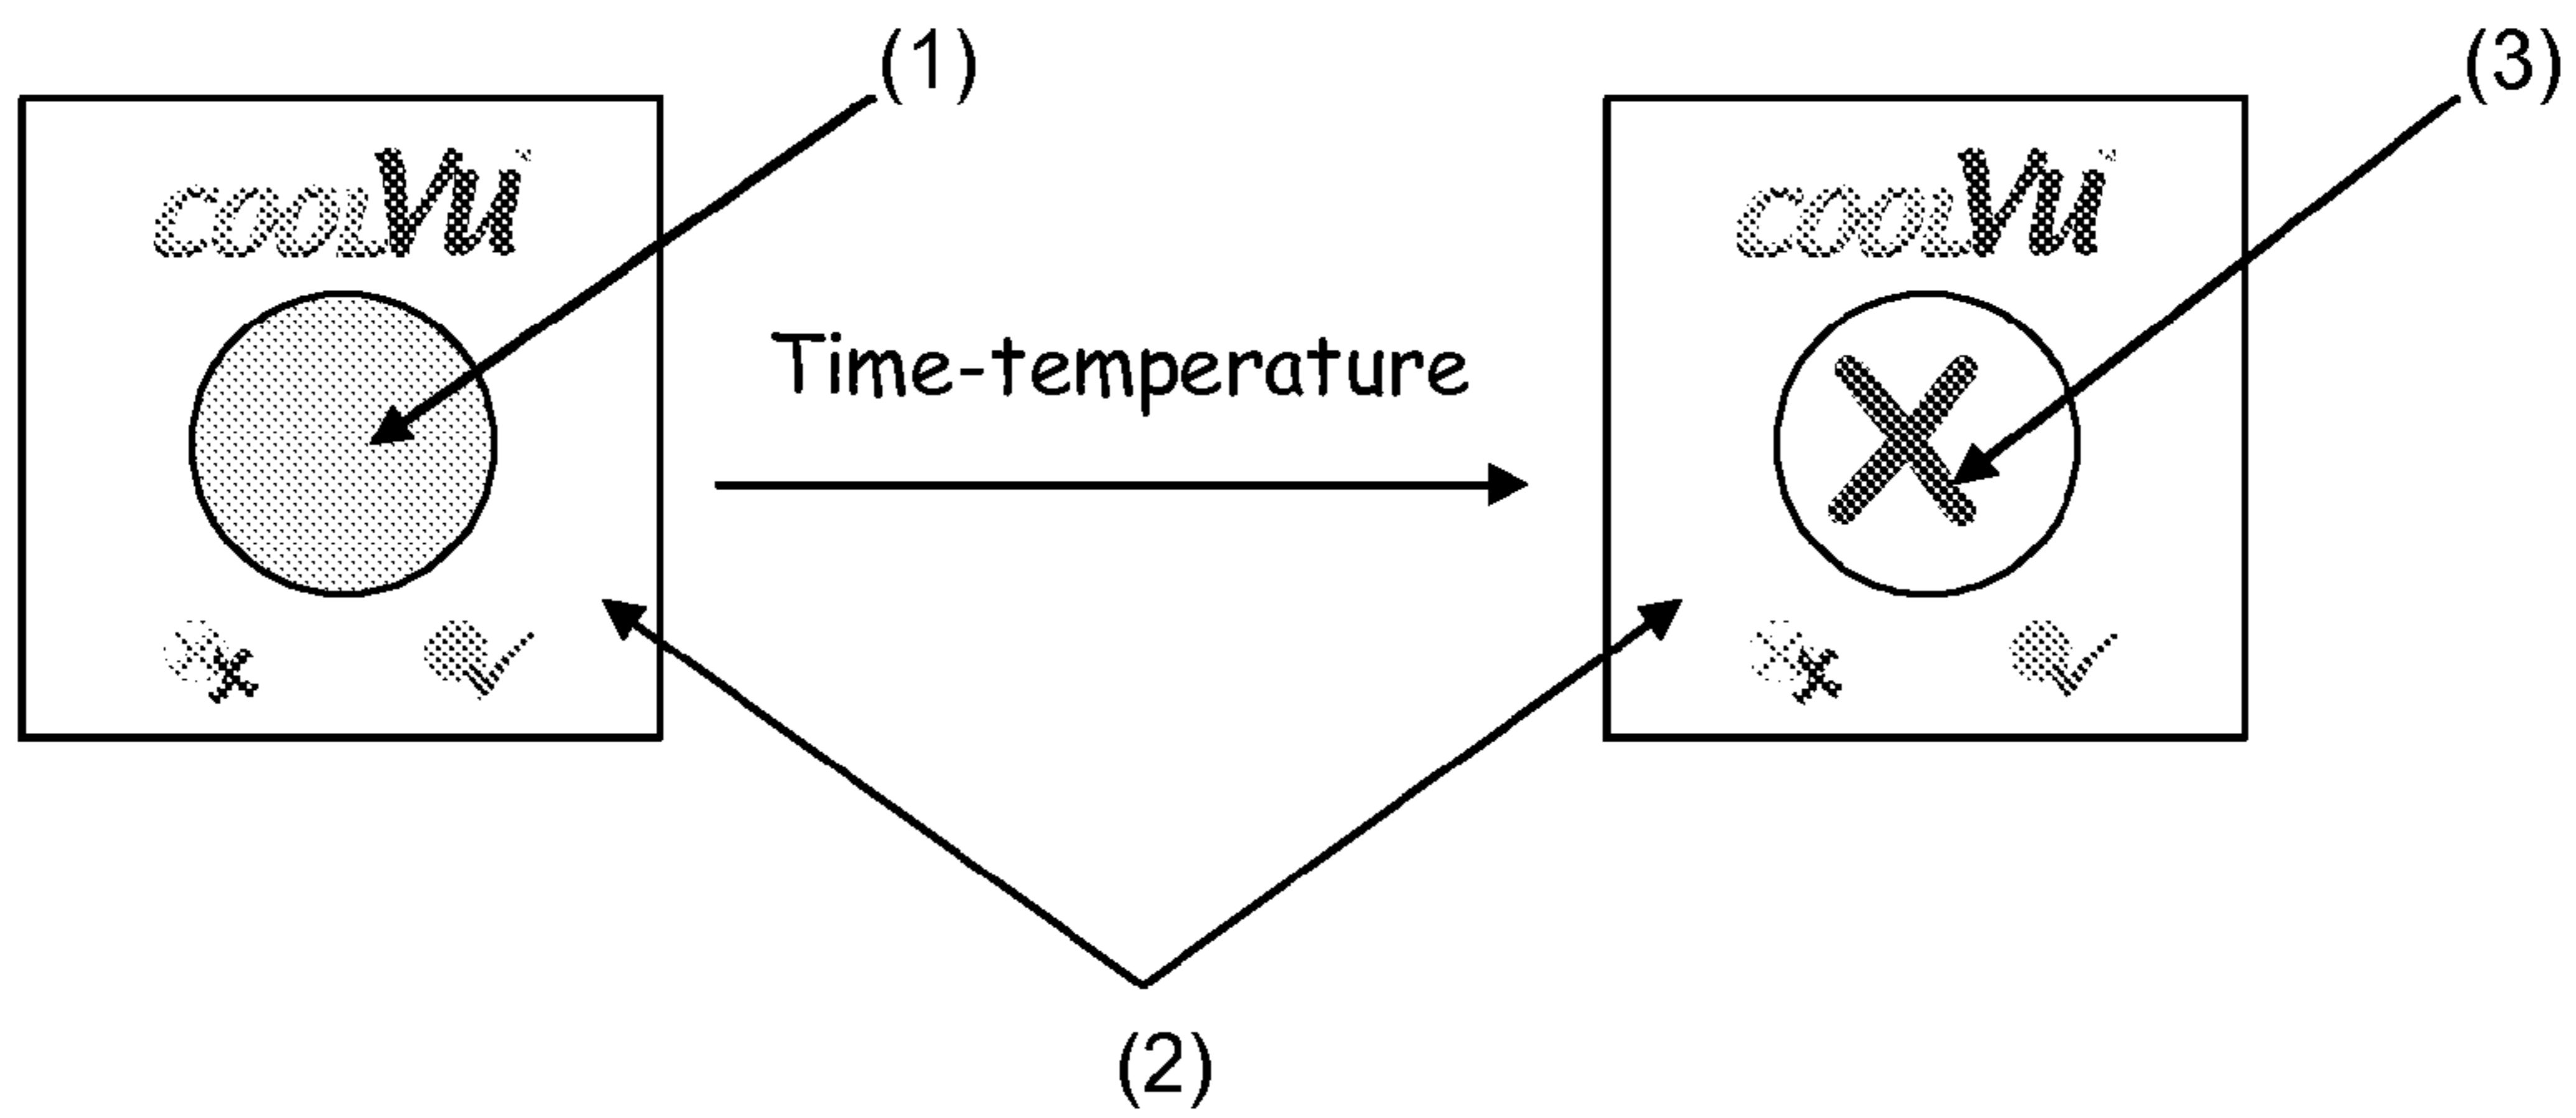 (1)
(3)
COOLVu
COOLVu
Time-temperature
(2)